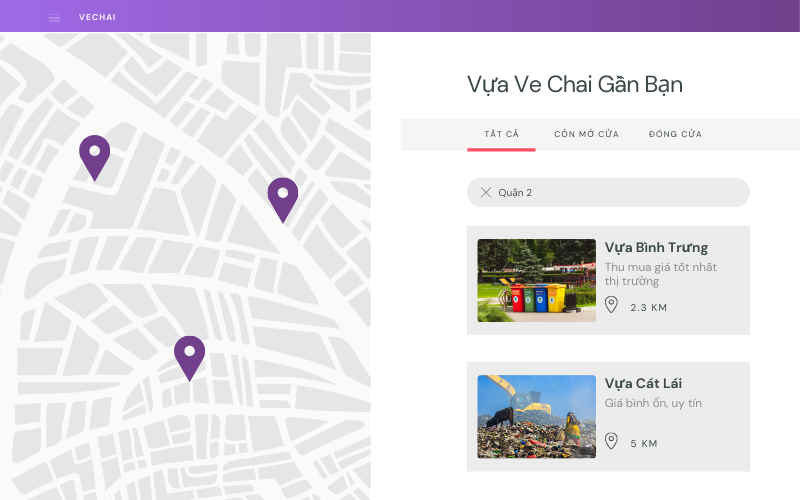 VECHAI
Vựa Ve Chai Gần Bạn
TẤT CẢ
CÒN MỞ CỬA
ĐÓNG CỬA
Quận 2
Vựa Bình Trưng
Thu mua giá tốt nhất
thị trường
2.3 KM
Vựa Cát Lái
Giá bình ổn, uy tín
5 KM